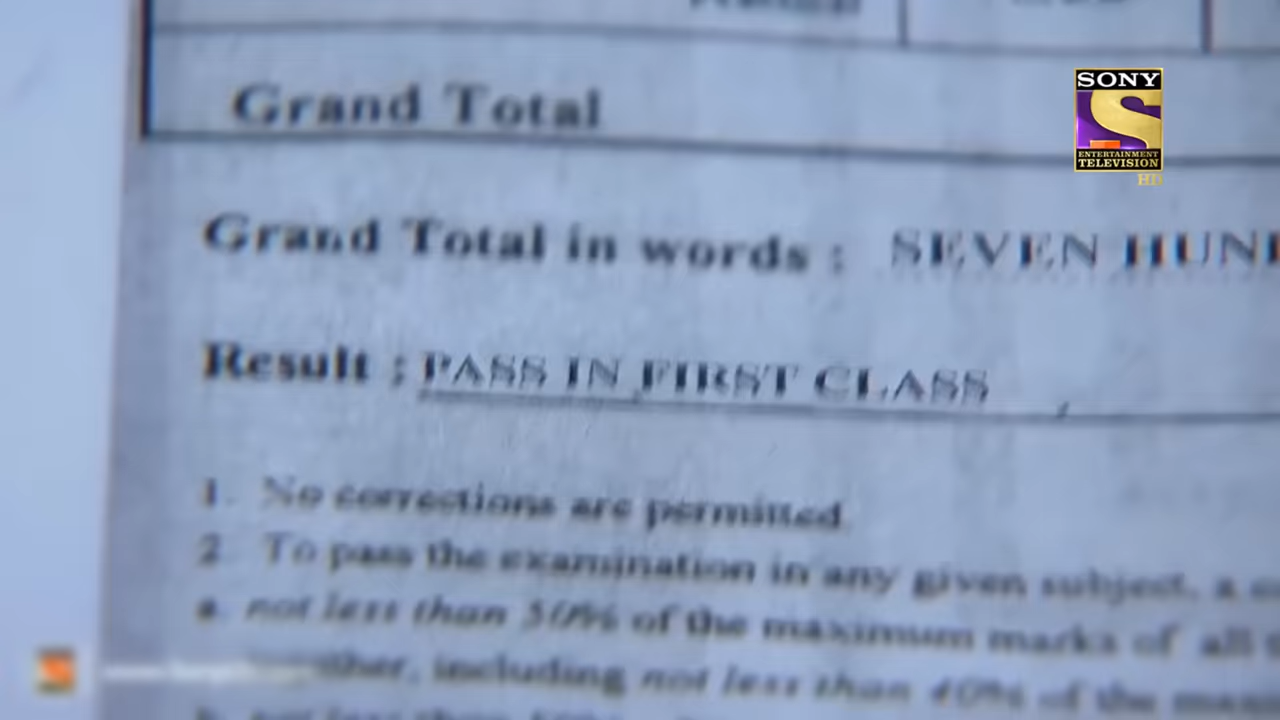 SONY
ENTERTAINMENT
TELEVISION
HD
Grand Total
Grand Total in words : SEVEN HUN
Result : PASS IN FIRST CLASS
1. No corrections are permitted.
2. To pass the examination in any given subject, a
a. not less than 50% of the maximum marks of all
including not less than 40% of the